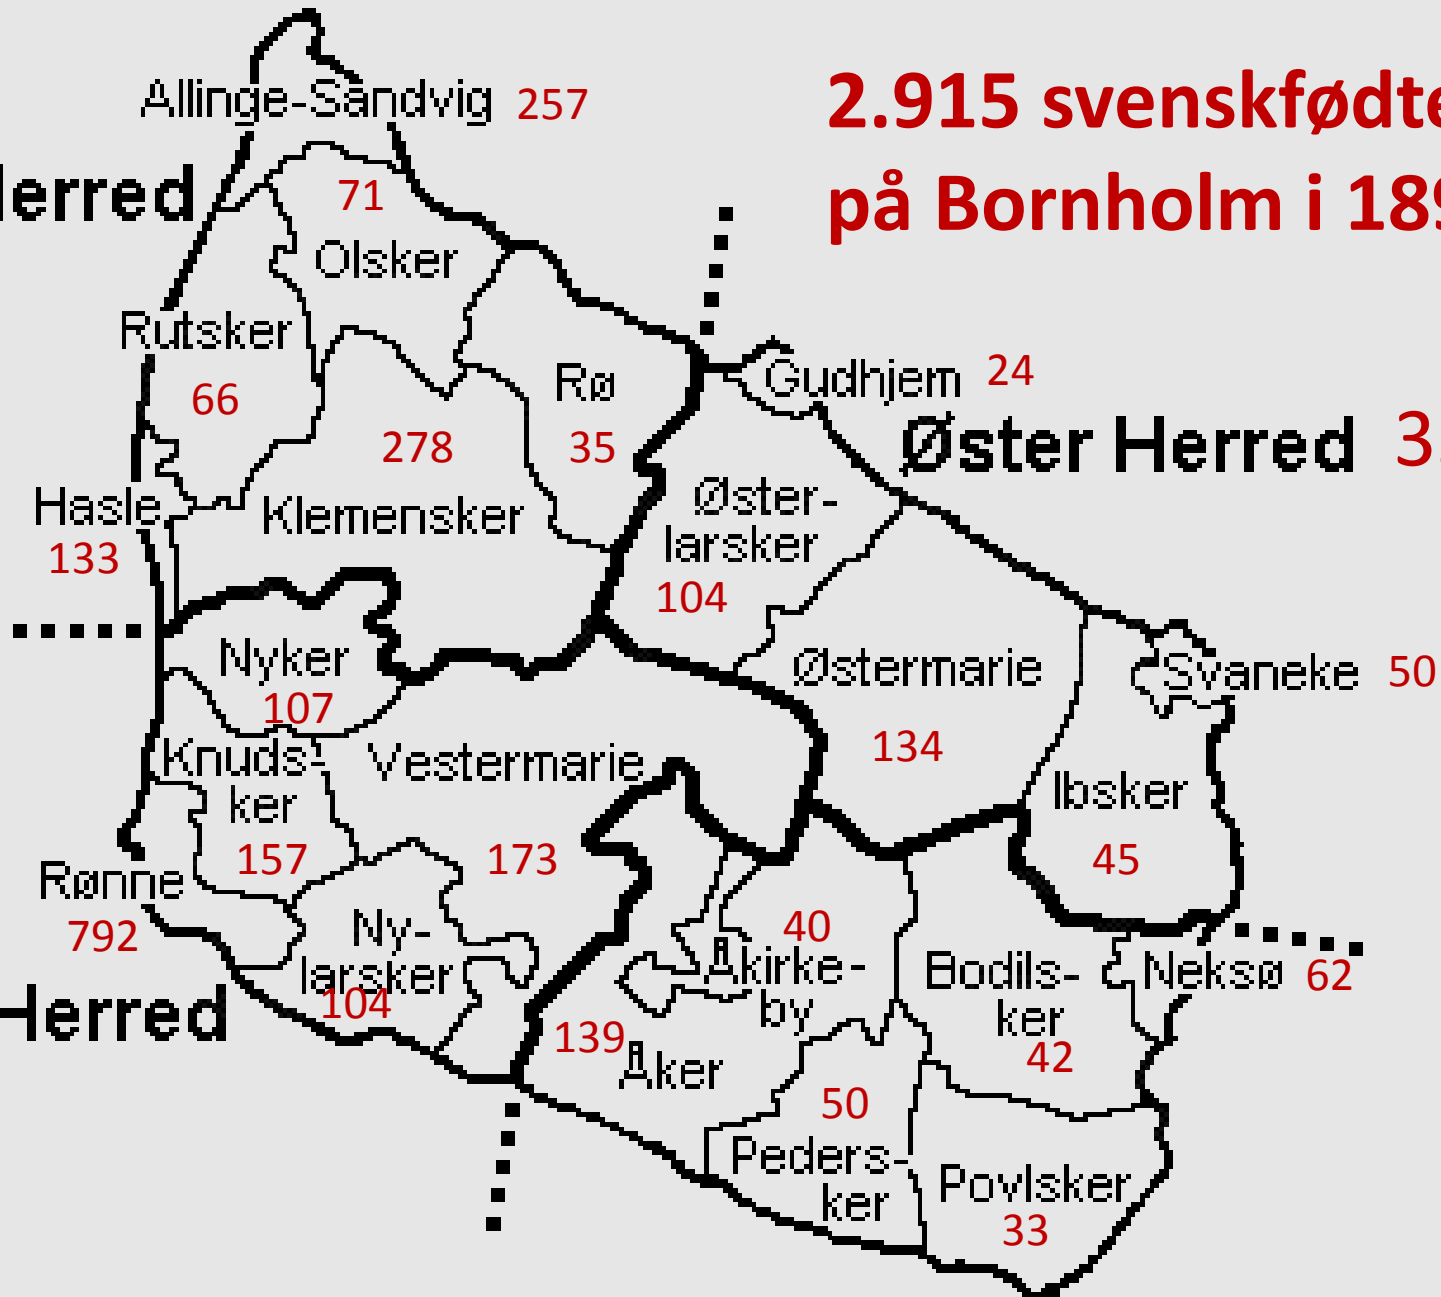 2.915 svenskfødte
på Bornholm i 189
Allinge-Sandvig 257
Herred
71
Olsker
Rutsker
66
278
Rø
35
Gudhjem 24
Øster Herred 3
Hasle
133
Klemensker
Øster-
larsker
104
Nyker
107
Østermarie
134
Svaneke 50
Knuds-
ker
157
Vestermarie
173
Ibsker
45
Rønne
792
Ny-
larsker
104
Herred
40
Åkirke-
by
139
Åker
Bodils-
ker
42
Neksø 62
50
Peders-
ker
Povlsker
33